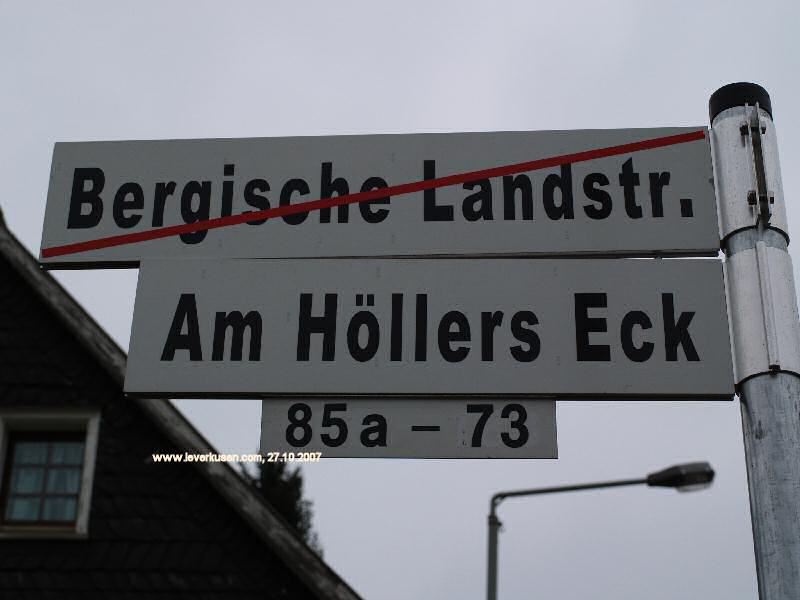 Bergische Landstr.
Am Höllers Eck
85a – 73
www.leverkusen.com, 27.10.2007